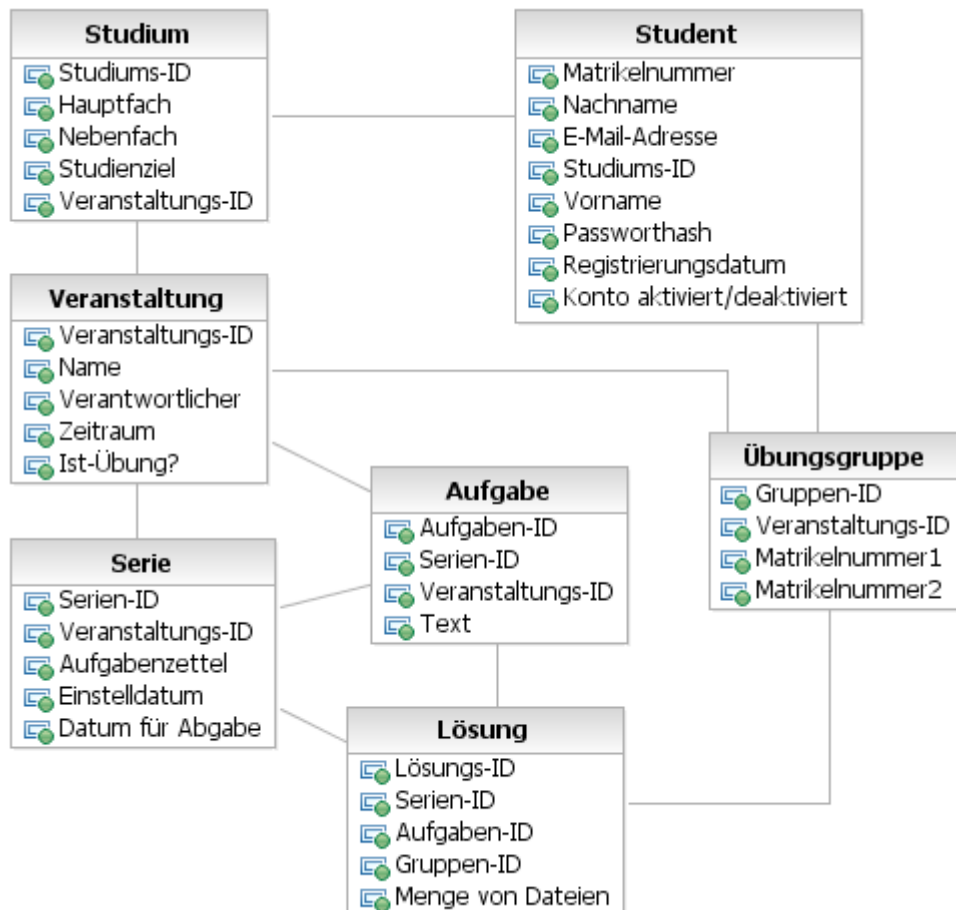 Studium
Studiums-ID
Hauptfach
Nebenfach
Studienziel
Veranstaltungs-ID
Student
Matrikelnummer
Nachname
E-Mail-Adresse
Studiums-ID
Vorname
Passworthash
Registrierungsdatum
Konto aktiviert/deaktiviert
Veranstaltung
Veranstaltungs-ID
Name
Verantwortlicher
Zeitraum
Ist-Übung?
Übungsgruppe
Gruppen-ID
Veranstaltungs-ID
Matrikelnummer1
Matrikelnummer2
Aufgabe
Aufgaben-ID
Serien-ID
Veranstaltungs-ID
Text
Serie
Serien-ID
Veranstaltungs-ID
Aufgabenzettel
Einstelldatum
Datum für Abgabe
Lösung
Lösungs-ID
Serien-ID
Aufgaben-ID
Gruppen-ID
Menge von Dateien